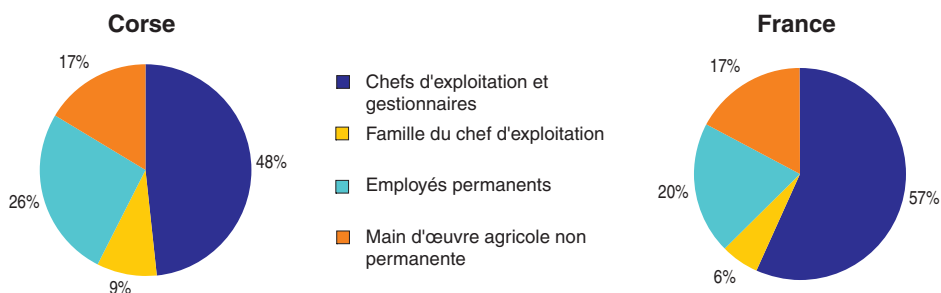 Corse
17%
48%
26%
9%
Chefs d'exploitation et
gestionnaires
Famille du chef d'exploitation
Employés permanents
Main d'œuvre agricole non
permanente
France
17%
20%
57%
6%